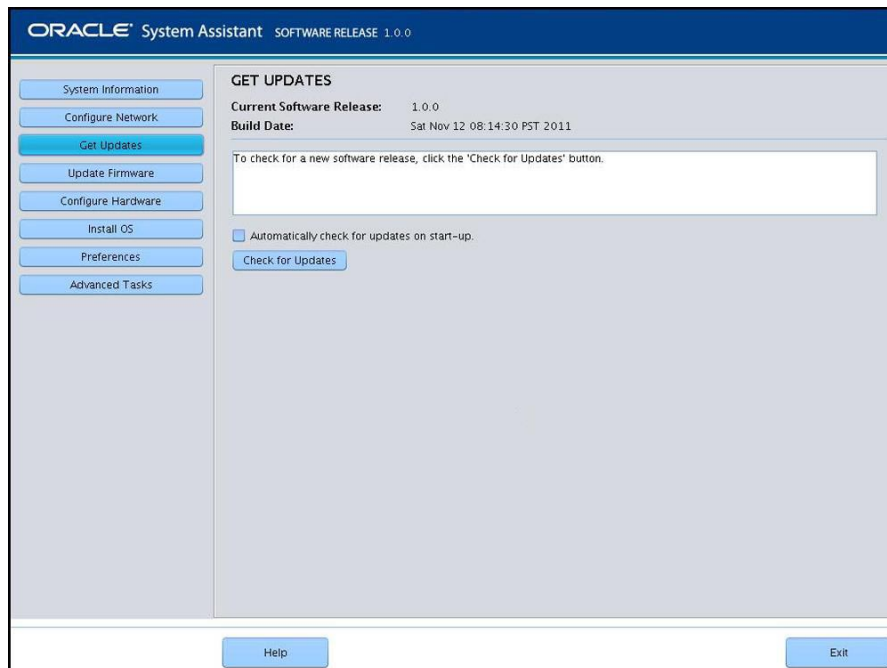 ORACLE® System Assistant SOFTWARE RELEASE 1.0.0
System Information
Configure Network
Get Updates
Update Firmware
Configure Hardware
Install OS
Preferences
Advanced Tasks
GET UPDATES
Current Software Release: 1.0.0
Build Date: Sat Nov 12 08:14:30 PST 2011
To check for a new software release, click the 'Check for Updates' button.
Automatically check for updates on start-up.
Check for Updates
Help
Exit